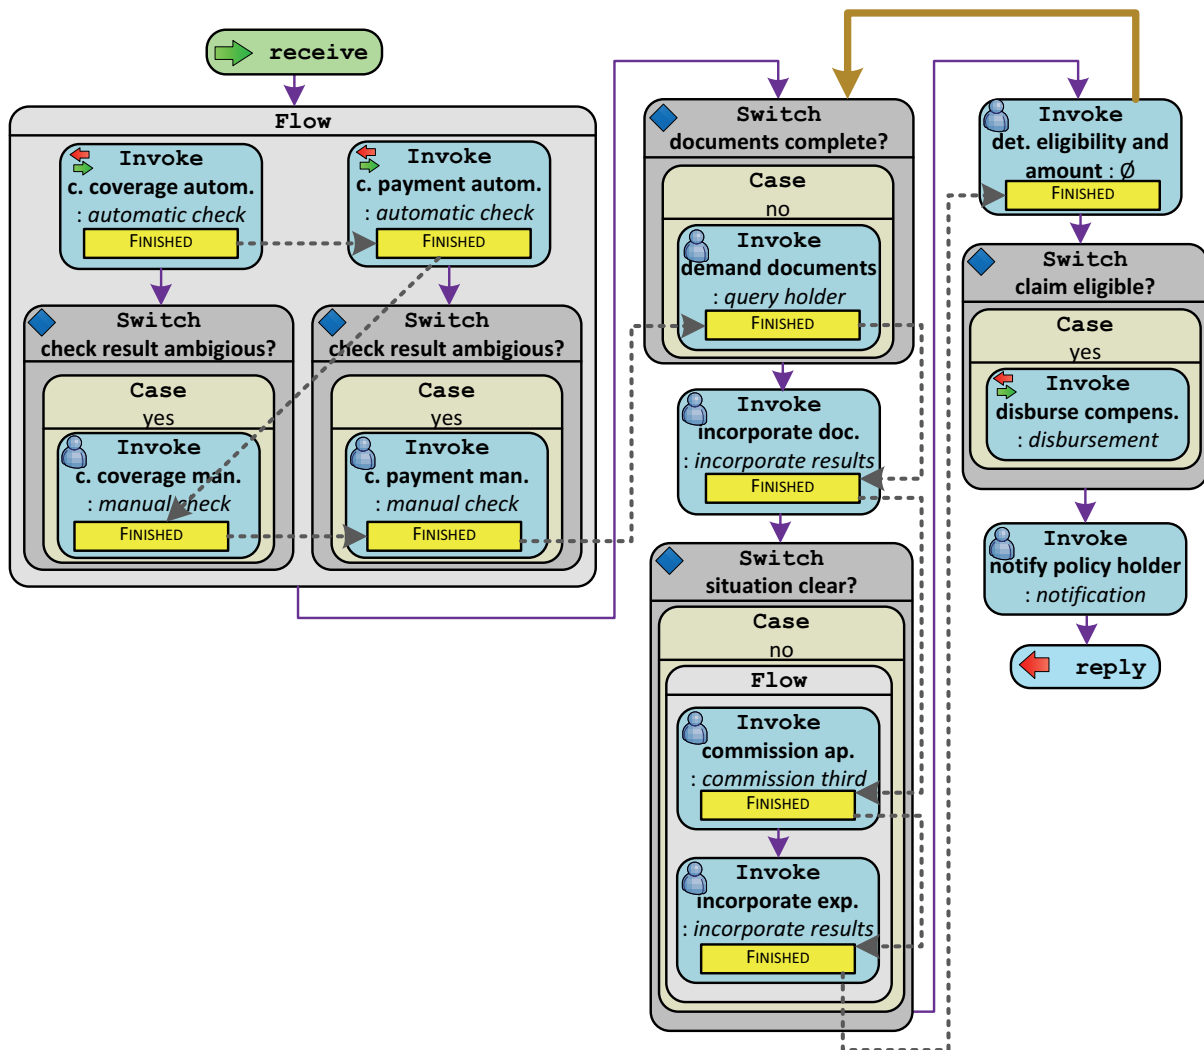 receive
Flow
Invoke
c. coverage autom.
: automatic check
FINISHED
Invoke
c. payment autom.
: automatic check
FINISHED
Switch
check result ambigious?
Case
yes
Invoke
c. coverage man.
: manual check
FINISHED
Switch
check result ambigious?
Case
yes
Invoke
c. payment man.
: manual check
FINISHED
Switch
documents complete?
Case
no
Invoke
demand documents
: query holder
FINISHED
Invoke
incorporate doc.
: incorporate results
FINISHED
Switch
situation clear?
Case
no
Flow
Invoke
commission ap.
: commission third
FINISHED
Invoke
incorporate exp.
: incorporate results
FINISHED
Invoke
det. eligibility and
amount : Ø
FINISHED
Switch
claim eligible?
Case
yes
Invoke
disburse compens.
: disbursement
Invoke
notify policy holder
: notification
reply